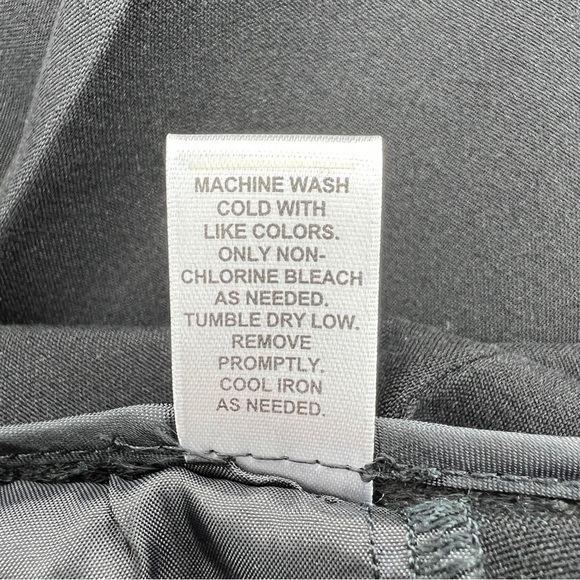 MACHINE WASH
COLD WITH
LIKE COLORS.
ONLY NON-
CHLORINE BLEACH
AS NEEDED.
TUMBLE DRY LOW.
REMOVE
PROMPTLY.
COOL IRON
AS NEEDED.